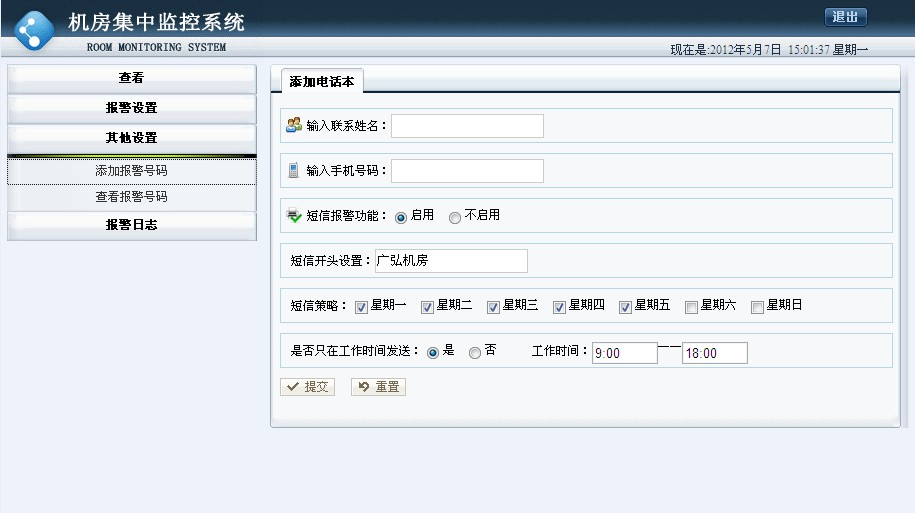 机房集中监控系统
ROOM MONITORING SYSTEM
退出
现在是:2012年5月7日 15:01:37 星期一
查看
报警设置
其他设置
添加报警号码
查看报警号码
报警日志
添加电话本
输入联系姓名：
输入手机号码：
短信报警功能： 启用 不启用
短信开头设置： 广弘机房
短信策略： 星期一 星期二 星期三 星期四 星期五 星期六 星期日
是否只在工作时间发送： 是 否 工作时间： 9:00 —— 18:00
提交 重置